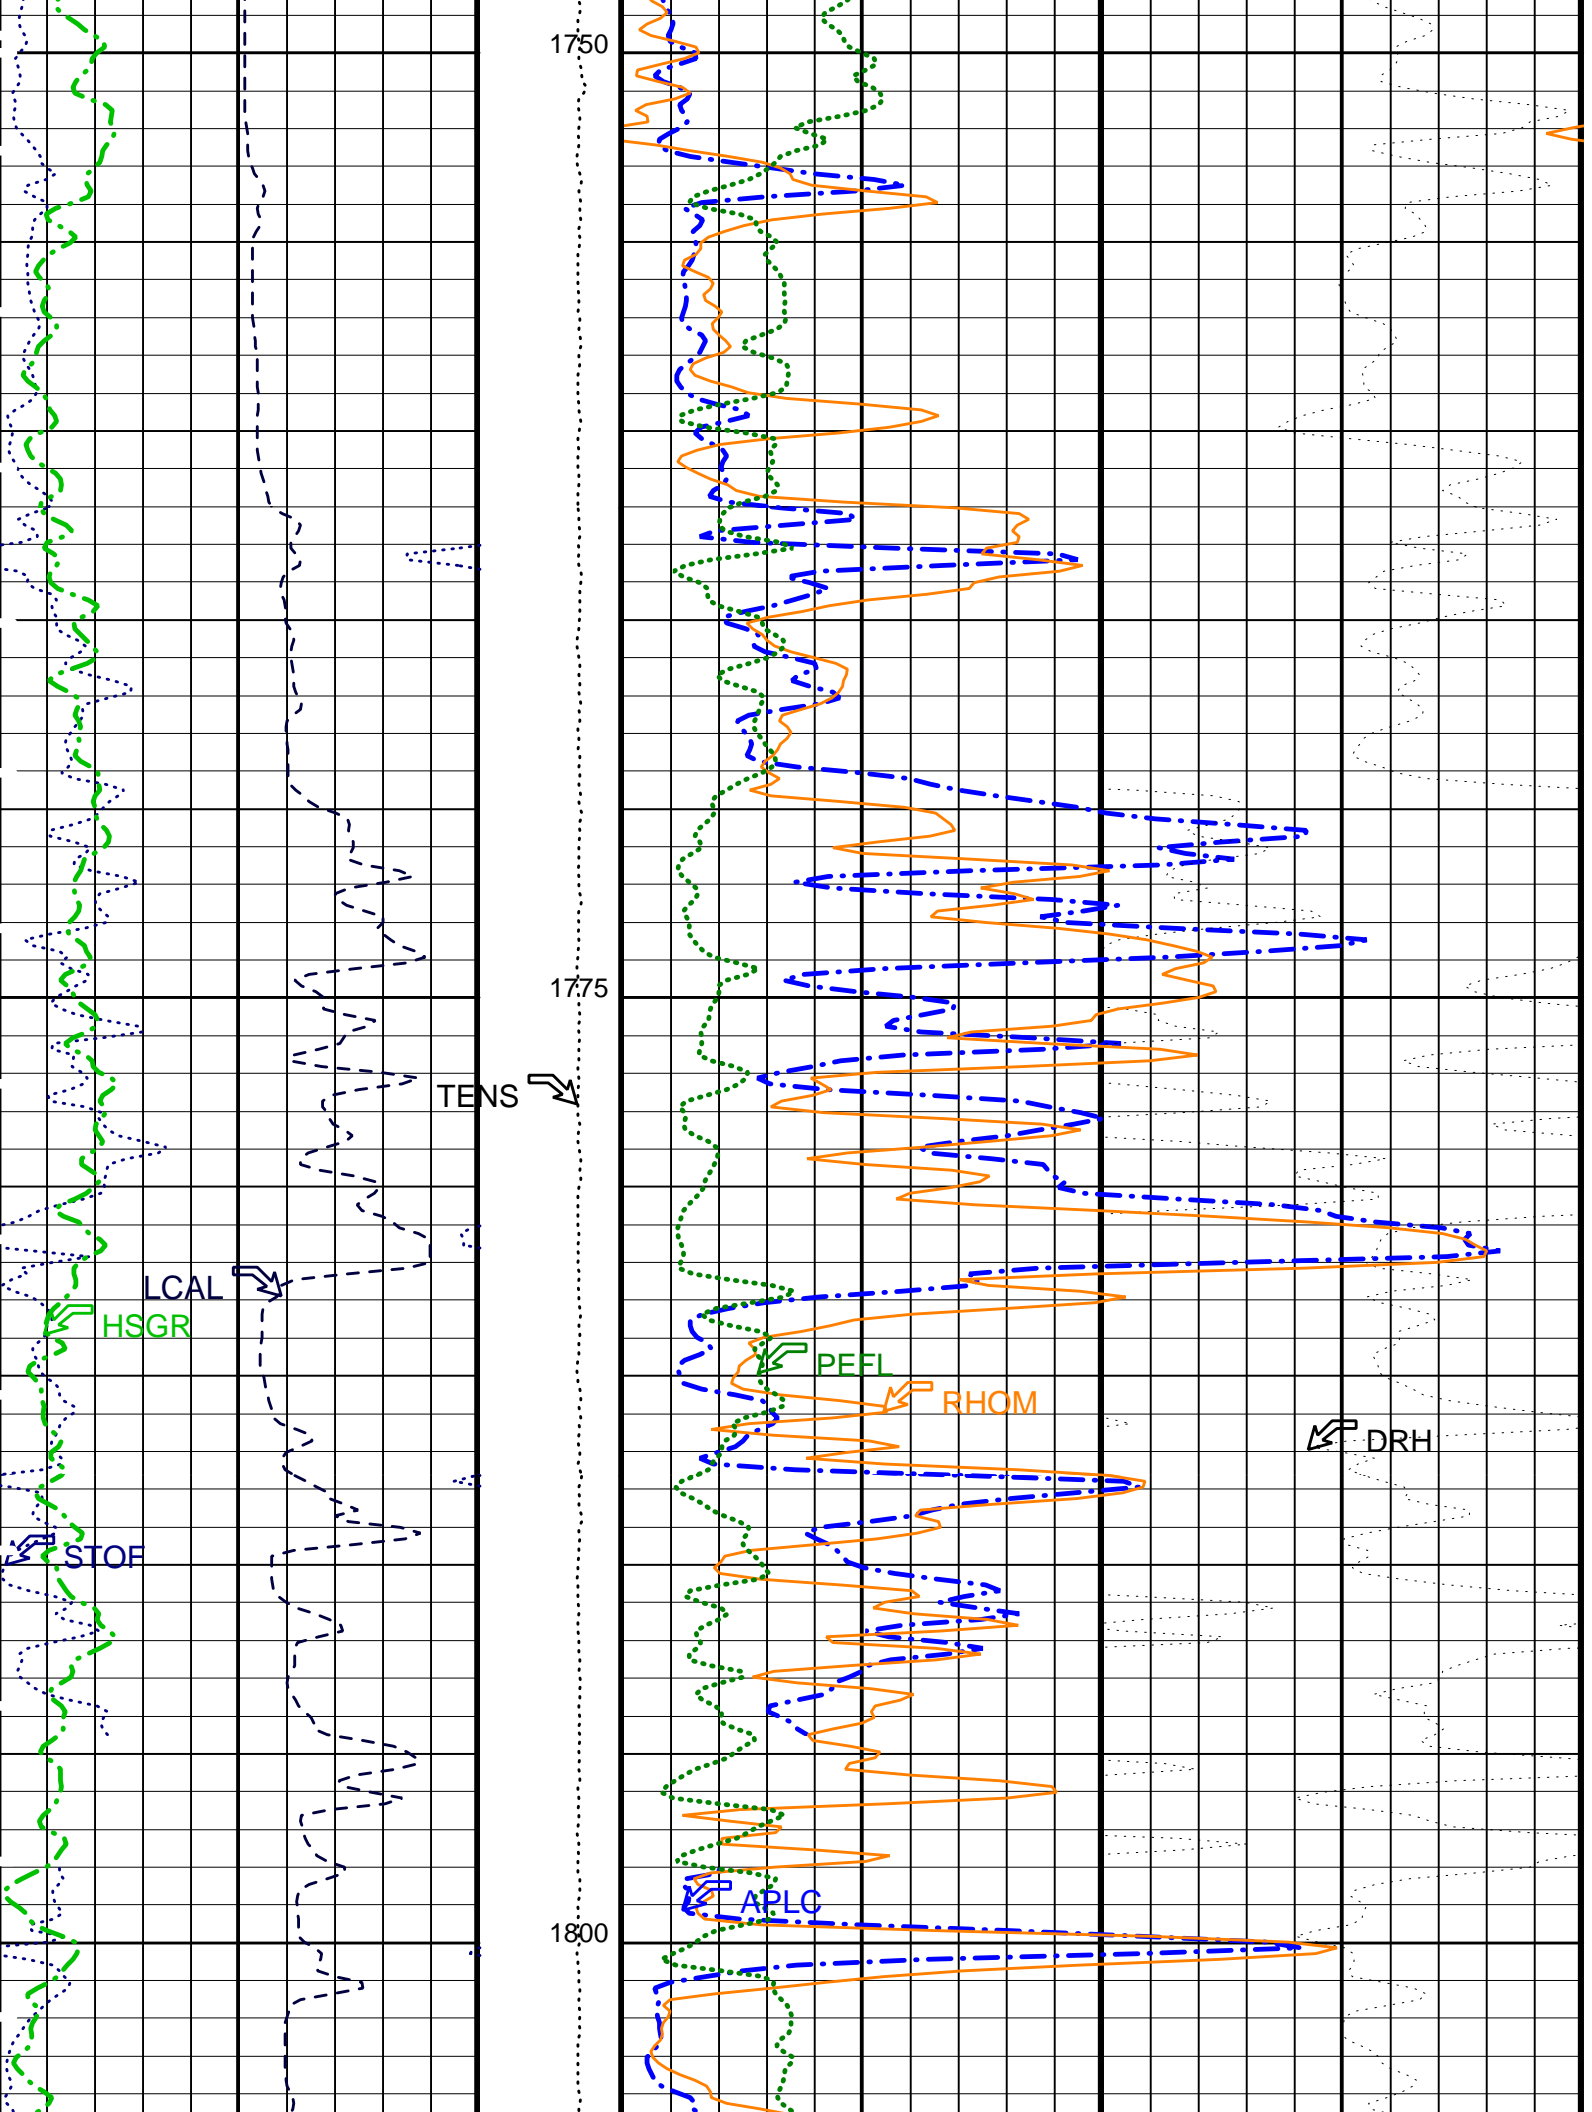 1750
1775
TENS
LCAL
HSGR
PEFL
RHOM
DRH
STOF
APLC
1800